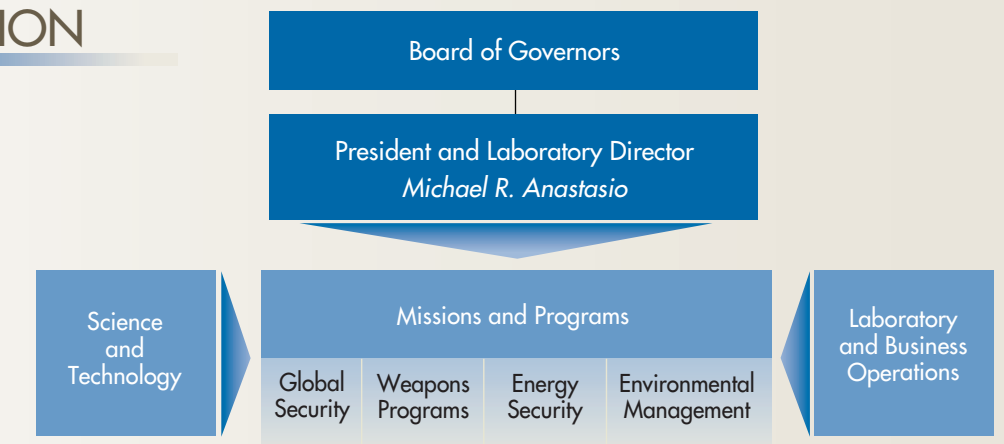 ION
Board of Governors
President and Laboratory Director
Michael R. Anastasio
Science
and
Technology
Missions and Programs
Global
Security
Weapons
Programs
Energy
Security
Environmental
Management
Laboratory
and Business
Operations